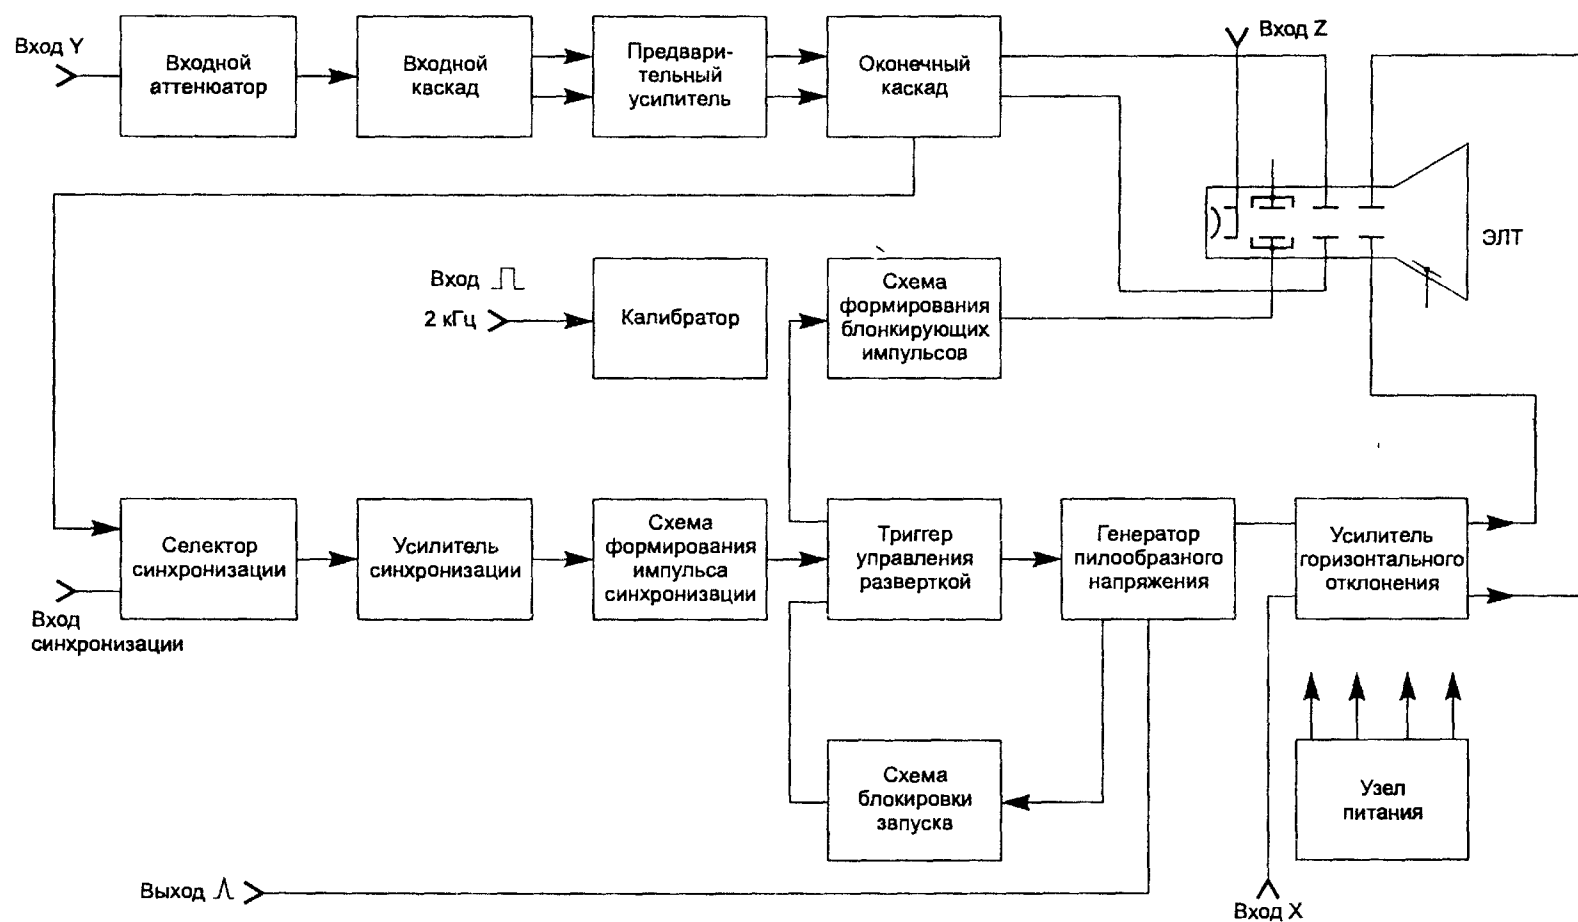 Вход Y
Входной
аттенюатор
Входной
каскад
Предвари-
тельный
усилитель
Оконечный
каскад
Вход Z
ЭЛТ
Вход
2 кГц
Калибратор
Схема
формирования
блонкирующих
импульсов
Селектор
синхронизации
Вход
синхронизации
Усилитель
синхронизации
Схема
формирования
импульса
синхронизации
Триггер
управления
разверткой
Генератор
пилообразного
напряжения
Усилитель
горизонтального
отклонения
Схема
блокировки
запуска
Узел
питания
Выход
Вход X